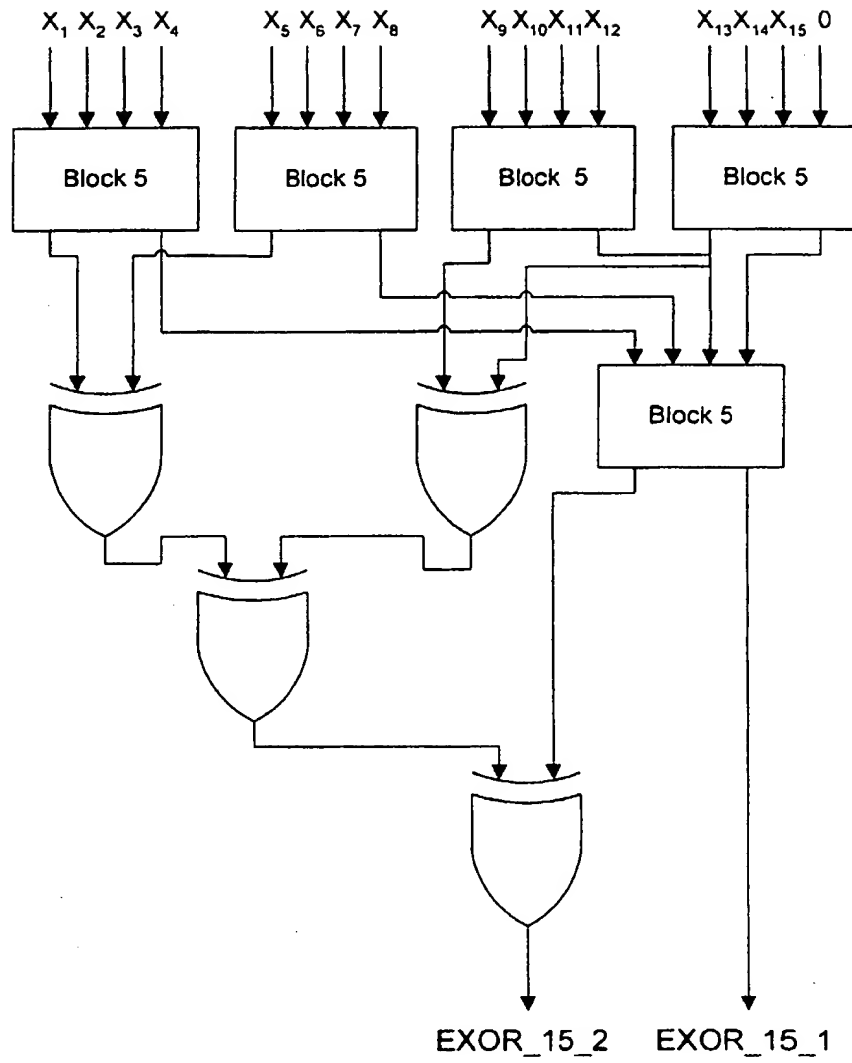 X₁ X₂ X₃ X₄ X₅ X₆ X₇ X₈ X₉ X₁₀ X₁₁ X₁₂ X₁₃ X₁₄ X₁₅ 0
Block 5 Block 5 Block 5 Block 5
Block 5
EXOR_15_2 EXOR_15_1